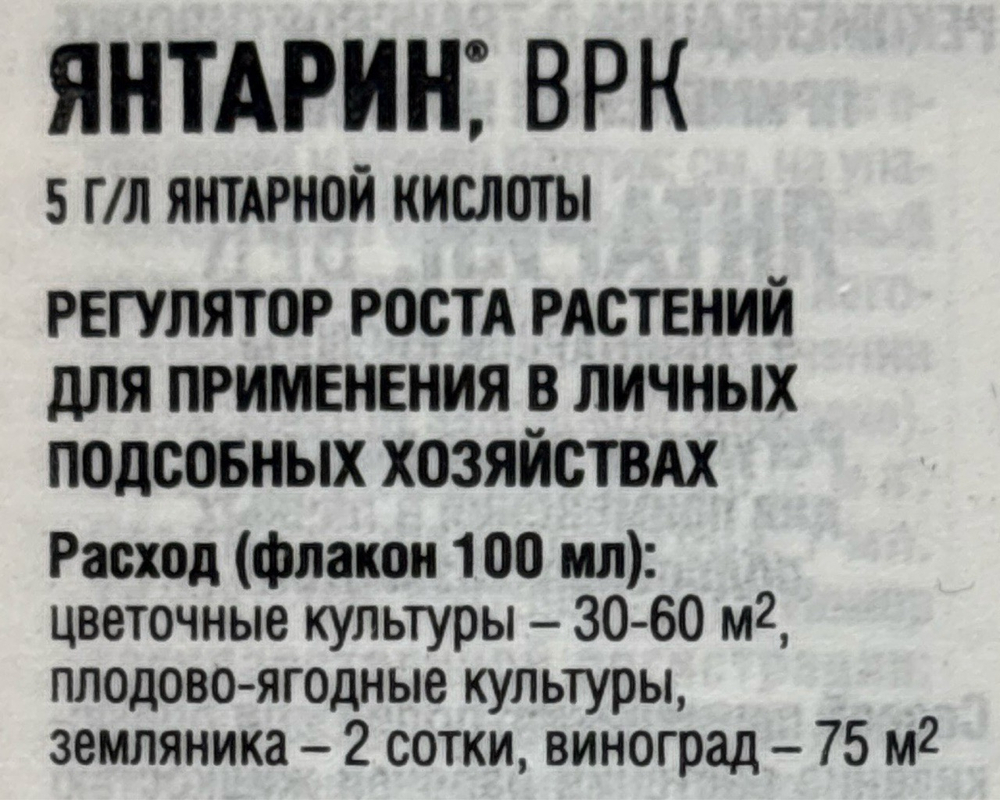 ЯНТАРИН®, ВРК
5 Г/Л ЯНТАРНОЙ КИСЛОТЫ
РЕГУЛЯТОР РОСТА РАСТЕНИЙ
ДЛЯ ПРИМЕНЕНИЯ В ЛИЧНЫХ
ПОДСОБНЫХ ХОЗЯЙСТВАХ
Расход (флакон 100 мл):
цветочные культуры – 30-60 м2,
плодово-ягодные культуры,
земляника – 2 сотки, виноград – 75 м2